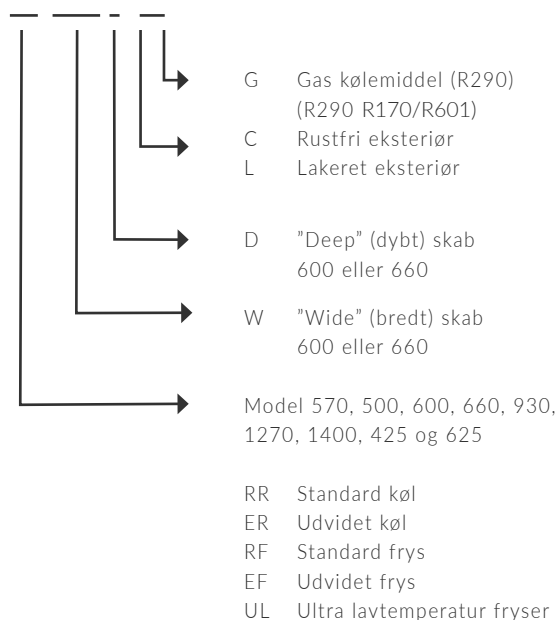 G Gas kølemiddel (R290)
(R290 R170/R601)
C Rustfri eksteriør
L Lakeret eksteriør
D ”Deep” (dybt) skab
600 eller 660
W ”Wide” (bredt) skab
600 eller 660
Model 570, 500, 600, 660, 930,
1270, 1400, 425 og 625
RR Standard køl
ER Udvidet køl
RF Standard frys
EF Udvidet frys
UL Ultra lavtemperatur fryser